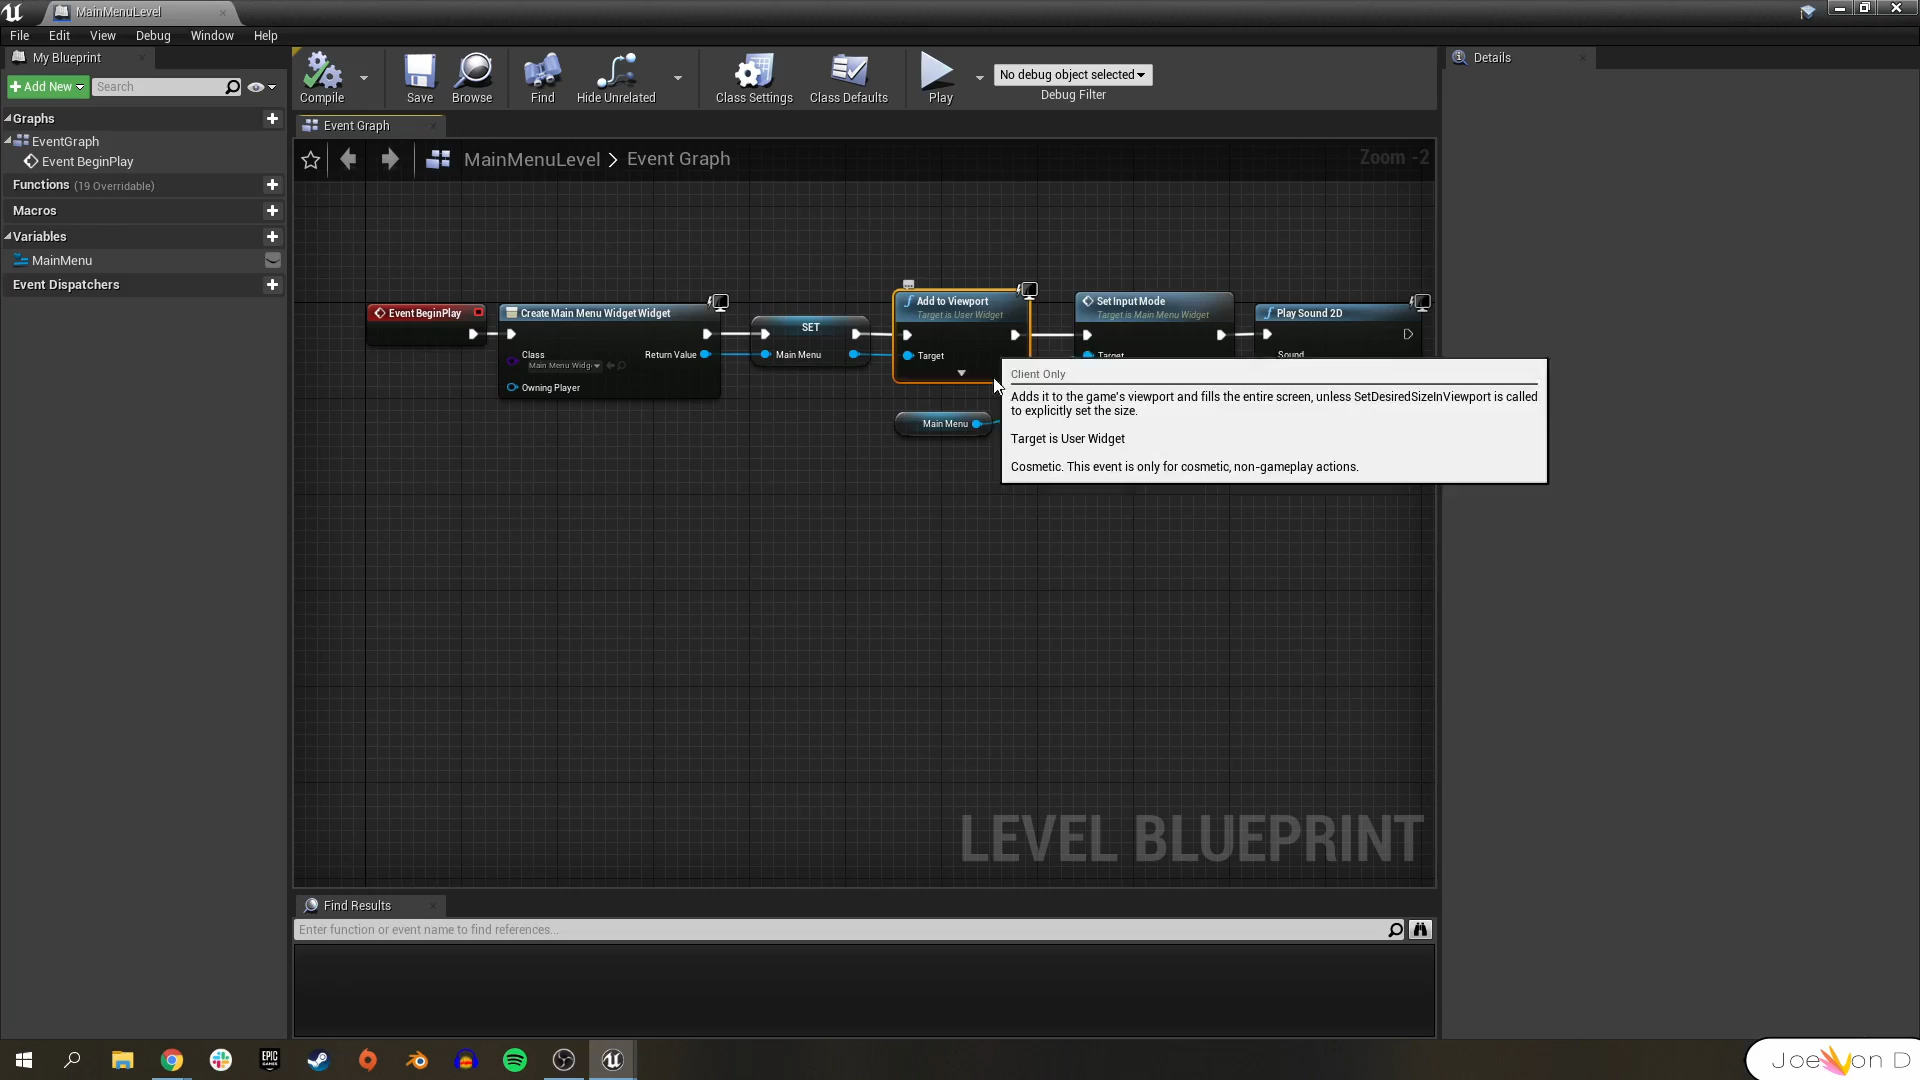 MainMenuLevel
File Edit View Debug Window Help
My Blueprint
Add New
Search
Graphs
EventGraph
Event BeginPlay
Functions (19 Overridable)
Macros
Variables
MainMenu
Event Dispatchers
Compile
Save
Browse
Find
Hide Unrelated
Class Settings
Class Defaults
Play
No debug object selected
Debug Filter
Details
Event Graph
MainMenuLevel > Event Graph
Zoom -2
Event BeginPlay
Create Main Menu Widget Widget
Class
Main Menu Widg
Return Value
Owning Player
SET
Main Menu
Add to Viewport
Target is User Widget
Target
Main Menu
Set Input Mode
Target is Main Menu Widget
Target
Play Sound 2D
Sound
Client Only
Adds it to the game's viewport and fills the entire screen, unless SetDesiredSizeInViewport is called
to explicitly set the size.
Target is User Widget
Cosmetic. This event is only for cosmetic, non-gameplay actions.
LEVEL BLUEPRINT
Find Results
Enter function or event name to find references...
EPIC
GAMES